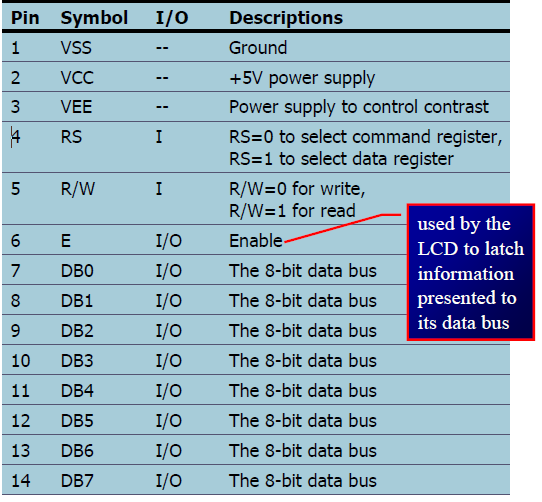 Pin Symbol I/O Descriptions
1 VSS -- Ground
2 VCC -- +5V power supply
3 VEE -- Power supply to control contrast
4 RS I RS=0 to select command register,
RS=1 to select data register
5 R/W I R/W=0 for write,
R/W=1 for read
6 E I/O Enable
used by the
LCD to latch
information
presented to
its data bus
7 DB0 I/O The 8-bit data bus
8 DB1 I/O The 8-bit data bus
9 DB2 I/O The 8-bit data bus
10 DB3 I/O The 8-bit data bus
11 DB4 I/O The 8-bit data bus
12 DB5 I/O The 8-bit data bus
13 DB6 I/O The 8-bit data bus
14 DB7 I/O The 8-bit data bus